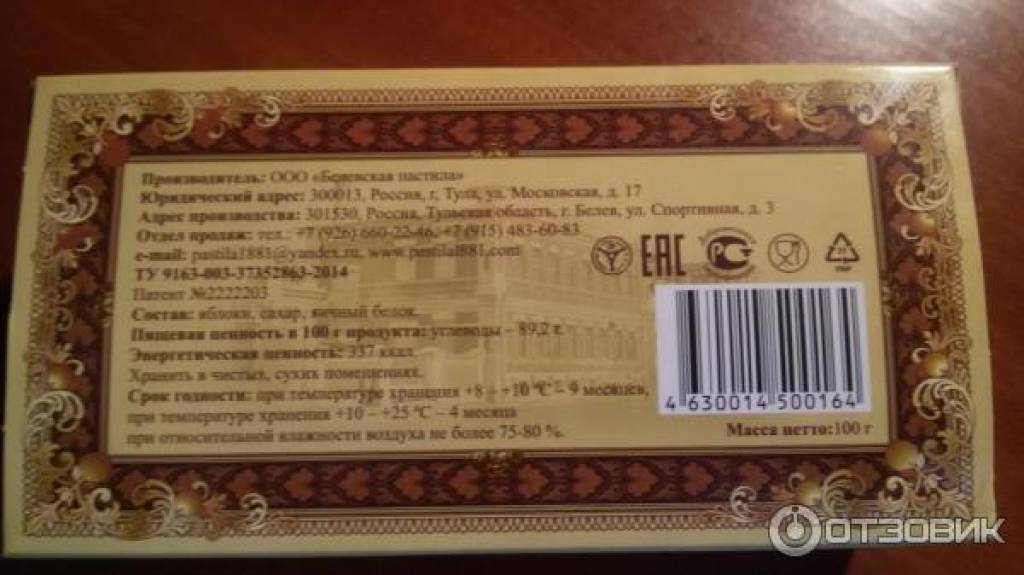 Производитель: ООО «Белевская пастила»
Юридический адрес: 300013, Россия, г. Тула, ул. Московская, д. 17
Адрес производства: 301530, Россия, Тульская область, г. Белев, ул. Спортивная, д. 3
Отдел продаж: тел.: +7 (926) 660-22-46, +7 (915) 483-60-83
e-mail: pastila1881@yandex.ru, www.pastila1881.com
ТУ 9163-003-37352863-2014
Патент №2222203
Состав: яблоки, сахар, яичный белок.
Пищевая ценность в 100 г продукта: углеводы – 89,2 г.
Энергетическая ценность: 337 ккал.
Хранить в чистых, сухих помещениях.
Срок годности: при температуре хранения +8 – +10 °С – 9 месяцев,
при температуре хранения +10 – +25 °С – 4 месяца
при относительной влажности воздуха не более 75-80 %.
ЕАС
РАР
4 630014 500164
Масса нетто: 100 г
ОТЗОВИК